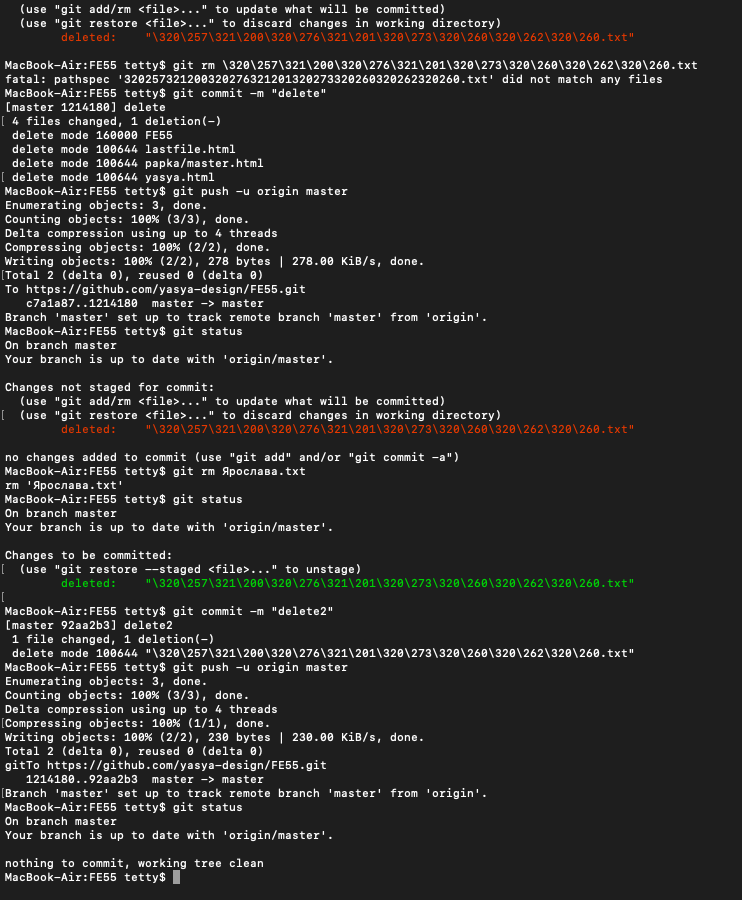 (use "git add/rm <file>..." to update what will be committed)
(use "git restore <file>..." to discard changes in working directory)
deleted:    "\320\257\321\200\320\276\321\201\320\273\320\260\320\262\320\260.txt"
MacBook-Air:FE55 tetty$ git rm \320\257\321\200\320\276\321\201\320\273\320\260\320\262\320\260.txt
fatal: pathspec '320257321200320276321201320273320260320262320260.txt' did not match any files
MacBook-Air:FE55 tetty$ git commit -m "delete"
[master 1214180] delete
[ 4 files changed, 1 deletion(-)
delete mode 160000 FE55
delete mode 100644 lastfile.html
delete mode 100644 papka/master.html
[ delete mode 100644 yasya.html
MacBook-Air:FE55 tetty$ git push -u origin master
Enumerating objects: 3, done.
Counting objects: 100% (3/3), done.
Delta compression using up to 4 threads
Compressing objects: 100% (2/2), done.
Writing objects: 100% (2/2), 278 bytes | 278.00 KiB/s, done.
[Total 2 (delta 0), reused 0 (delta 0)
To https://github.com/yasya-design/FE55.git
c7a1a87..1214180  master -> master
Branch 'master' set up to track remote branch 'master' from 'origin'.
MacBook-Air:FE55 tetty$ git status
On branch master
Your branch is up to date with 'origin/master'.
Changes not staged for commit:
(use "git add/rm <file>..." to update what will be committed)
[ (use "git restore <file>..." to discard changes in working directory)
deleted:    "\320\257\321\200\320\276\321\201\320\273\320\260\320\262\320\260.txt"
no changes added to commit (use "git add" and/or "git commit -a")
MacBook-Air:FE55 tetty$ git rm Ярослава.txt
rm 'Ярослава.txt'
MacBook-Air:FE55 tetty$ git status
On branch master
Your branch is up to date with 'origin/master'.
Changes to be committed:
[ (use "git restore --staged <file>..." to unstage)
deleted:    "\320\257\321\200\320\276\321\201\320\273\320\260\320\262\320\260.txt"
[
MacBook-Air:FE55 tetty$ git commit -m "delete2"
[master 92aa2b3] delete2
1 file changed, 1 deletion(-)
delete mode 100644 "\320\257\321\200\320\276\321\201\320\273\320\260\320\262\320\260.txt"
MacBook-Air:FE55 tetty$ git push -u origin master
Enumerating objects: 3, done.
Counting objects: 100% (3/3), done.
Delta compression using up to 4 threads
[Compressing objects: 100% (1/1), done.
Writing objects: 100% (2/2), 230 bytes | 230.00 KiB/s, done.
Total 2 (delta 0), reused 0 (delta 0)
gitTo https://github.com/yasya-design/FE55.git
1214180..92aa2b3  master -> master
[Branch 'master' set up to track remote branch 'master' from 'origin'.
MacBook-Air:FE55 tetty$ git status
On branch master
Your branch is up to date with 'origin/master'.
nothing to commit, working tree clean
MacBook-Air:FE55 tetty$